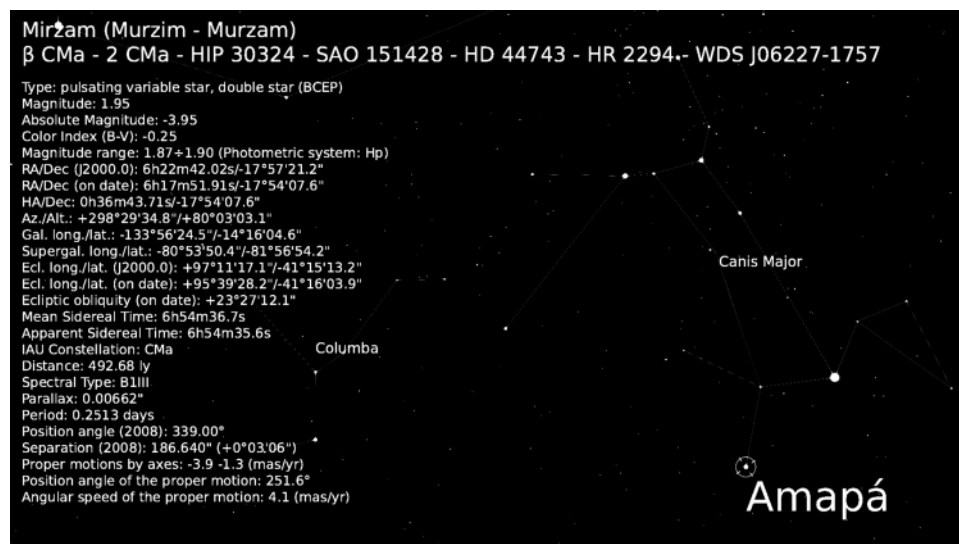 Mirzam (Murzim - Murzam)
β CMa - 2 CMa - HIP 30324 - SAO 151428 - HD 44743 - HR 2294 - WDS J06227-1757
Type: pulsating variable star, double star (BCEP)
Magnitude: 1.95
Absolute Magnitude: -3.95
Color Index (B-V): -0.25
Magnitude range: 1.87÷1.90 (Photometric system: Hp)
RA/Dec (J2000.0): 6h22m42.02s/-17°57'21.2"
RA/Dec (on date): 6h17m51.91s/-17°54'07.6"
HA/Dec: 0h36m43.71s/-17°54'07.6"
Az./Alt.: +298°29'34.8"/+80°03'03.1"
Gal. long./lat.: -133°56'24.5"/-14°16'04.6"
Supergal. long./lat.: -80°53'50.4"/-81°56'54.2"
Ecl. long./lat. (J2000.0): +97°11'17.1"/-41°15'13.2"
Ecl. long./lat. (on date): +95°39'28.2"/-41°16'03.9"
Ecliptic obliquity (on date): +23°27'12.1"
Mean Sidereal Time: 6h54m36.7s
Apparent Sidereal Time: 6h54m35.6s
IAU Constellation: CMa
Distance: 492.68 ly
Spectral Type: B1III
Parallax: 0.00662"
Period: 0.2513 days
Position angle (2008): 339.00°
Separation (2008): 186.640" (+0°03'06")
Proper motions by axes: -3.9 -1.3 (mas/yr)
Position angle of the proper motion: 251.6°
Angular speed of the proper motion: 4.1 (mas/yr)
Canis Major
Columba
Amapá